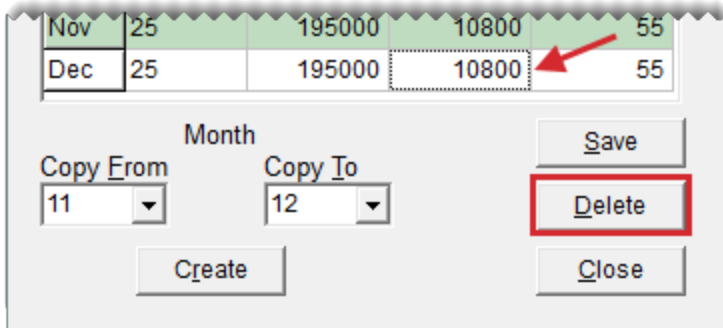 Nov 25 195000 10800 55
Dec 25 195000 10800 55
Month
Copy From Copy To
Save
11 12
Delete
Create
Close